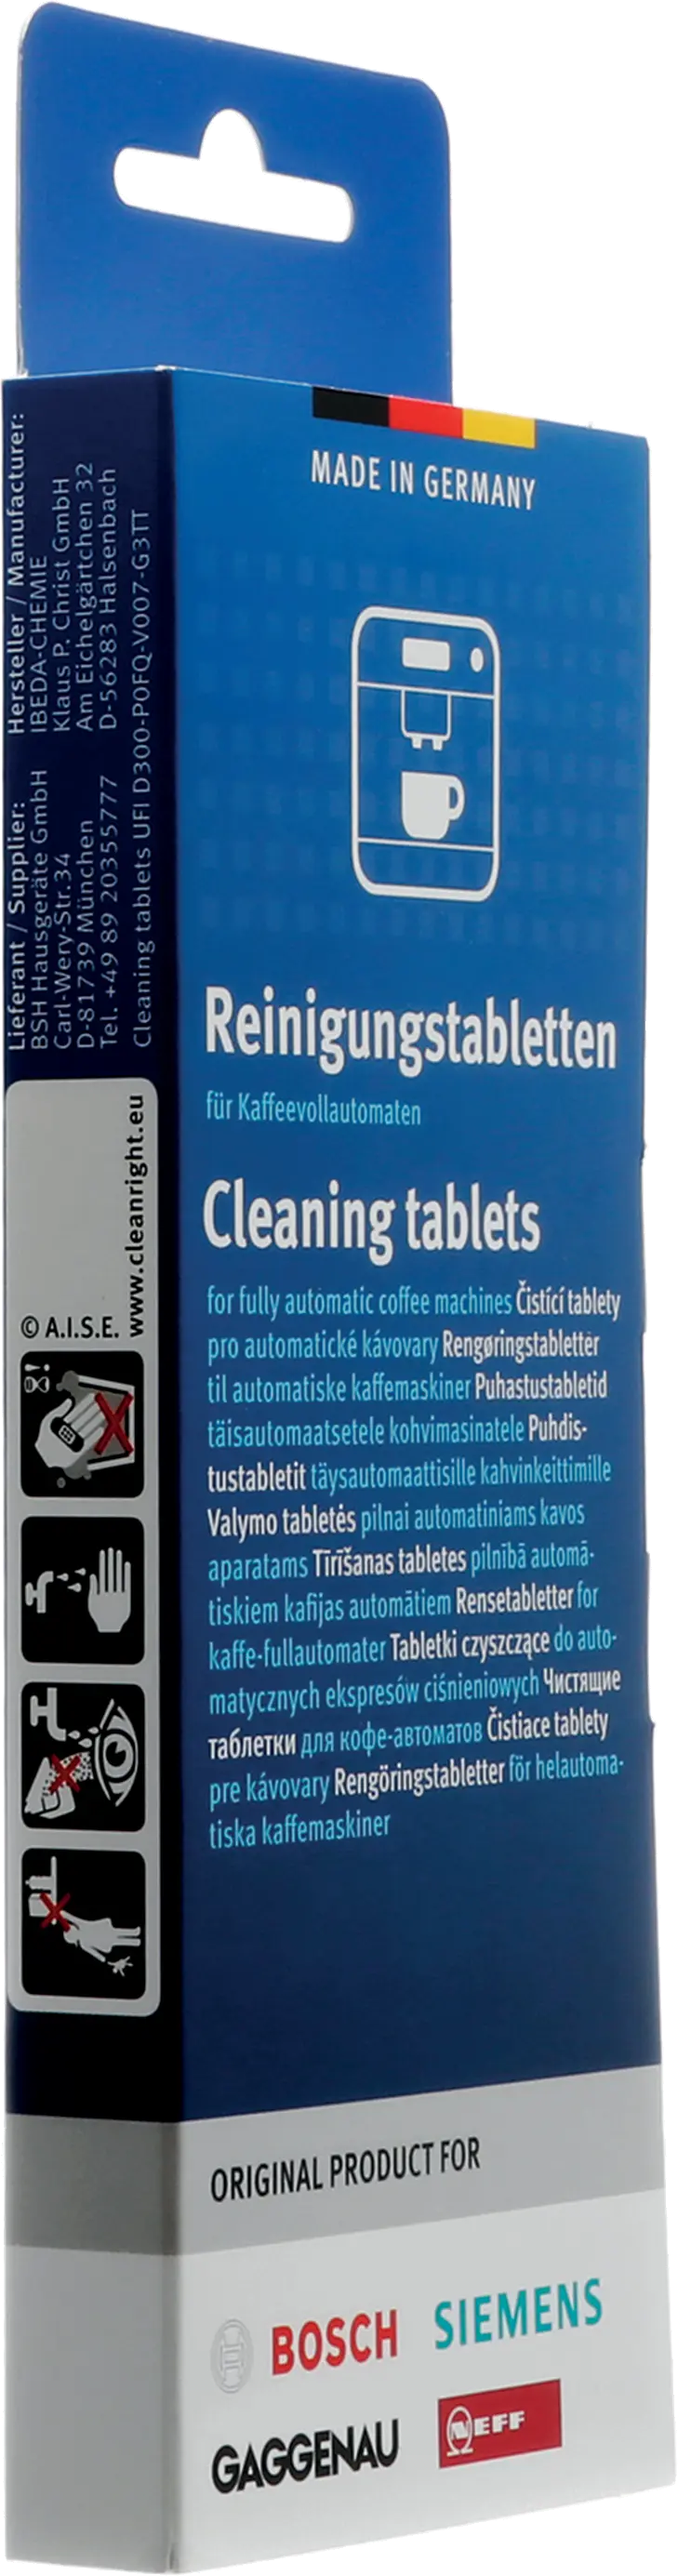 MADE IN GERMANY
Reinigungstabletten
für Kaffeevollautomaten
Cleaning tablets
for fully automatic coffee machines Čistící tablety
pro automatické kávovary Rengøringstabletter
til automatiske kaffemaskiner Puhastustabletid
täisautomaatsetele kohvimasinatele Puhdis-
tustabletit täysautomaattisille kahvinkeittimille
Valymo tabletės pilnai automatiniams kavos
aparatams Tīrīšanas tabletes pilnībā automā-
tiskiem kafijas automātiem Rensetabletter for
kaffe-fullautomater Tabletki czyszczące do auto-
matycznych ekspresów ciśnieniowych Чистящие
таблетки для кофе-автоматов Čistiace tablety
pre kávovary Rengöringstabletter för helautoma-
tiska kaffemaskiner
ORIGINAL PRODUCT FOR
BOSCH SIEMENS
GAGGENAU NEFF
Lieferant / Supplier:
BSH Hausgeräte GmbH
Carl-Wery-Str.34
D-81739 München
Tel. +49 89 20355777
Hersteller / Manufacturer:
IBEDA-CHEMIE
Klaus P. Christ GmbH
Am Eichelgärtchen 32
D-56283 Halsenbach
Cleaning tablets UFI D300-P0FQ-V007-G3TT
© A.I.S.E. www.cleanright.eu